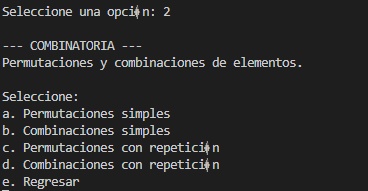 Seleccione una opci�n: 2
--- COMBINATORIA ---
Permutaciones y combinaciones de elementos.
Seleccione:
a. Permutaciones simples
b. Combinaciones simples
c. Permutaciones con repetici�n
d. Combinaciones con repetici�n
e. Regresar